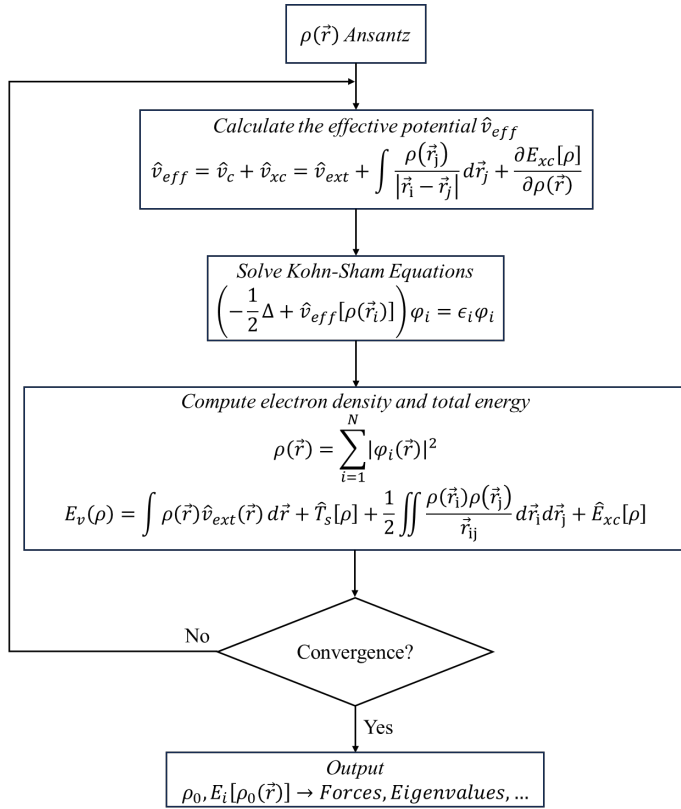 ρ(r⃗) Ansantz
Calculate the effective potential v̂_eff
v̂_eff = v̂_c + v̂_xc = v̂_ext + ∫ ρ(r⃗_j) / |r⃗_i − r⃗_j| dr⃗_j + ∂E_xc[ρ] / ∂ρ(r⃗)
Solve Kohn-Sham Equations
(−1/2 Δ + v̂_eff[ρ(r⃗_i)]) φ_i = ϵ_i φ_i
Compute electron density and total energy
ρ(r⃗) = ∑_{i=1}^{N} |φ_i(r⃗)|²
E_v(ρ) = ∫ ρ(r⃗) v̂_ext(r⃗) dr⃗ + T̂_s[ρ] + 1/2 ∬ ρ(r⃗_i)ρ(r⃗_j) / r⃗_ij dr⃗_i dr⃗_j + Ê_xc[ρ]
No
Convergence?
Yes
Output
ρ_0, E_i[ρ_0(r⃗)] → Forces, Eigenvalues, …